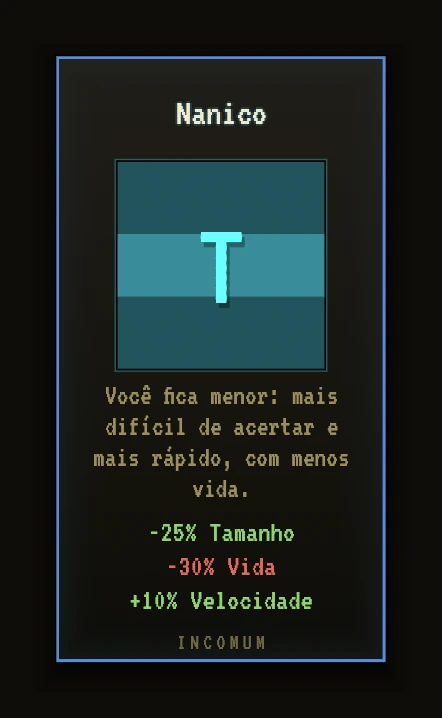 Nanico
T
Você fica menor: mais
difícil de acertar e
mais rápido, com menos
vida.
-25% Tamanho
-30% Vida
+10% Velocidade
INCOMUM